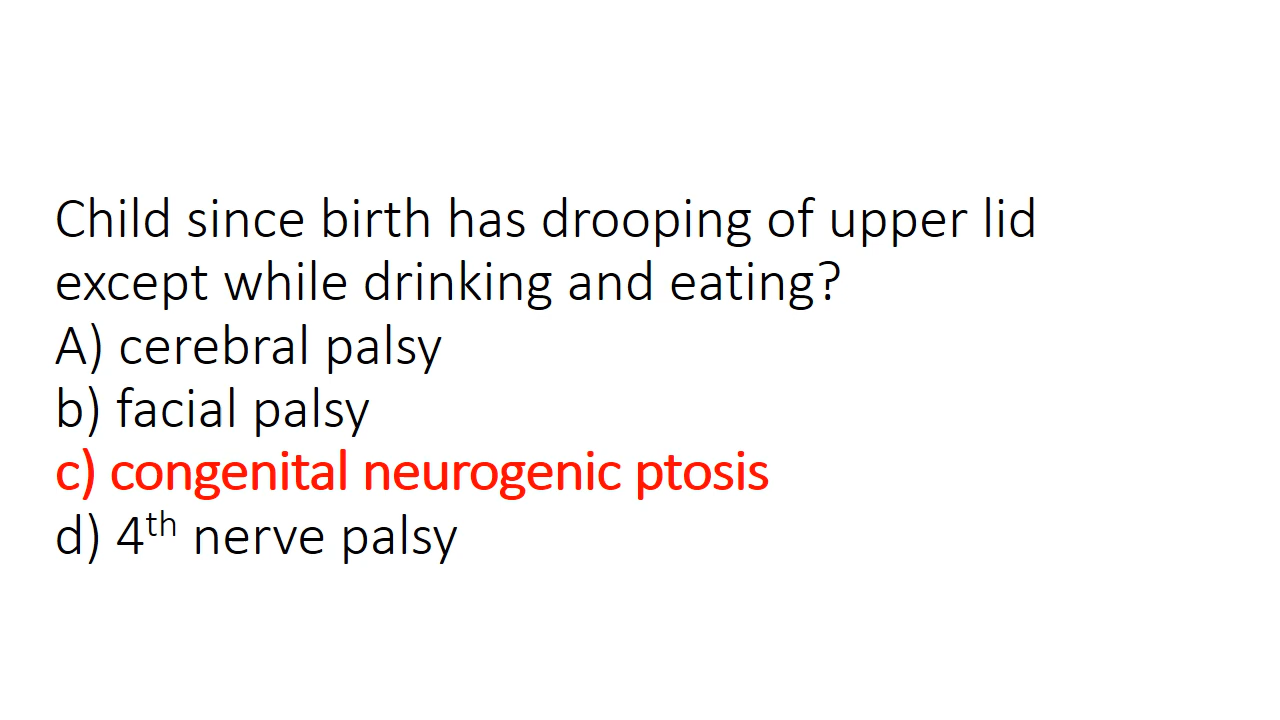 Child since birth has drooping of upper lid
except while drinking and eating?
A) cerebral palsy
b) facial palsy
c) congenital neurogenic ptosis
d) 4th nerve palsy